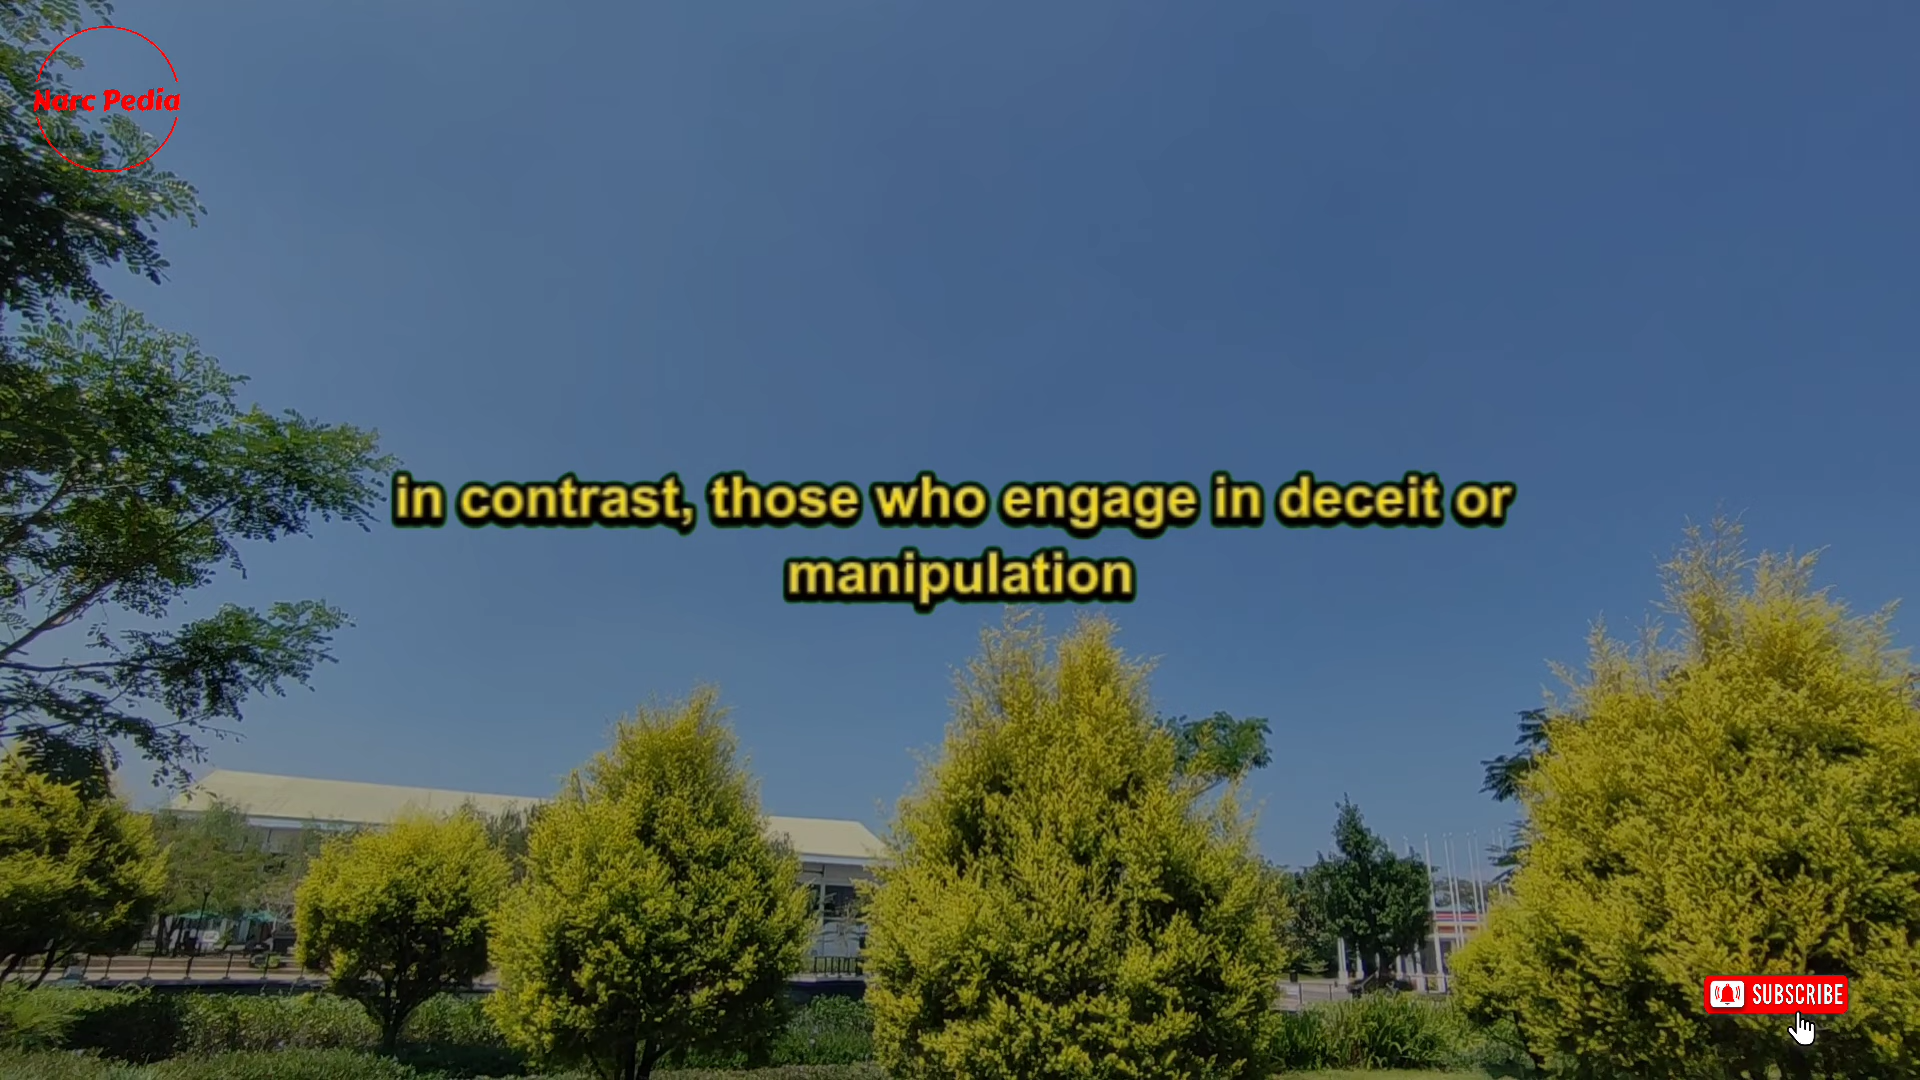 Narc Pedia
in contrast, those who engage in deceit or
manipulation
SUBSCRIBE